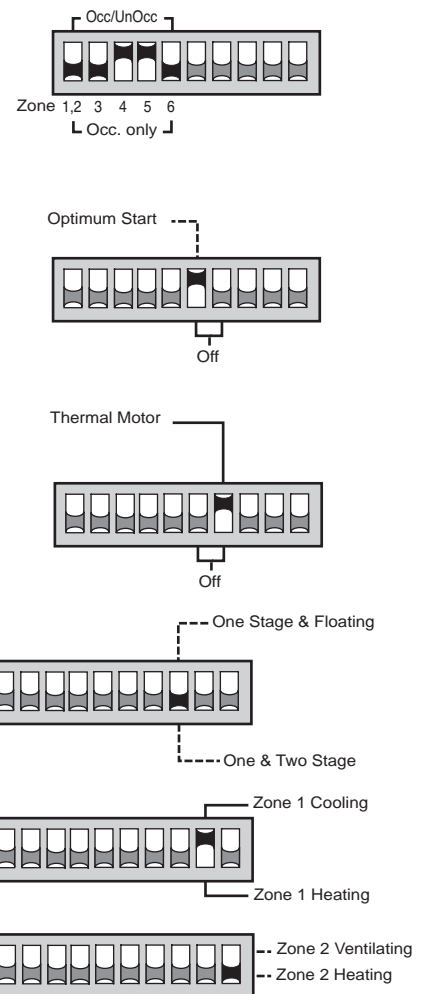 Occ/UnOcc
Zone 1,2 3 4 5 6
Occ. only
Optimum Start
Off
Thermal Motor
Off
One Stage & Floating
One & Two Stage
Zone 1 Cooling
Zone 1 Heating
Zone 2 Ventilating
Zone 2 Heating